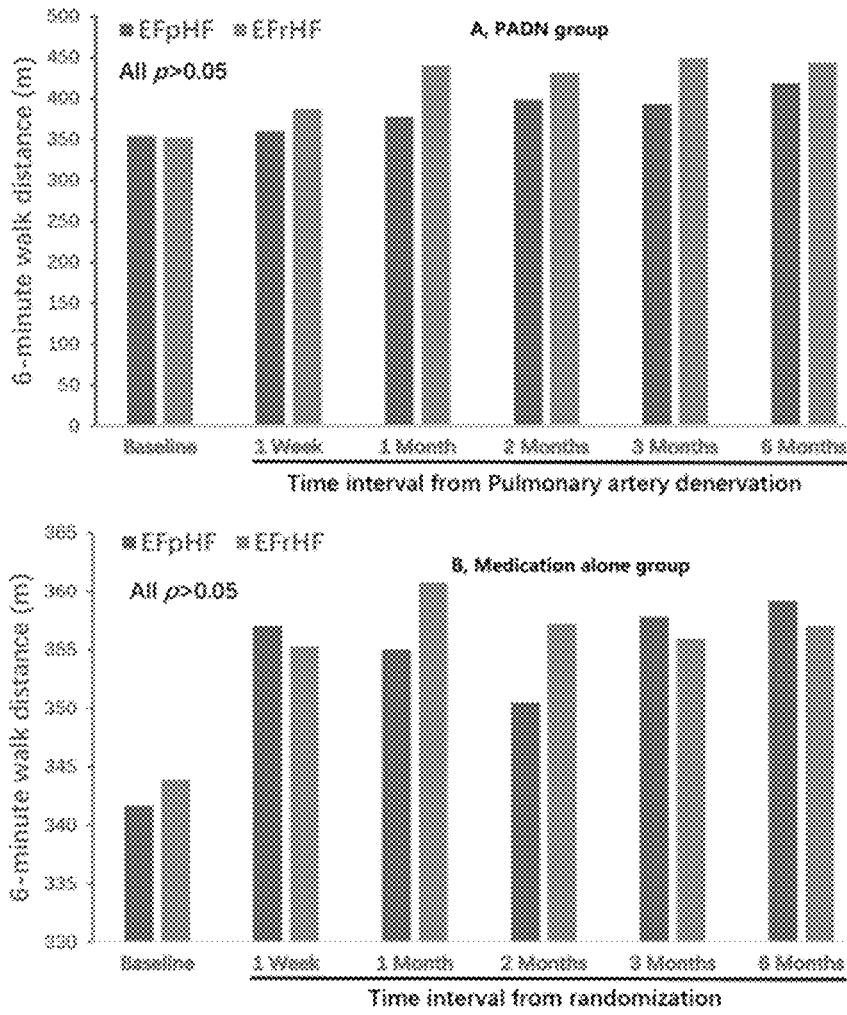 500
EFpHF EFrHF
A, PADN group
All p>0.05
450
400
350
300
250
200
150
100
50
0
6-minute walk distance (m)
Baseline 1 Week 1 Month 2 Months 3 Months 6 Months
Time interval from Pulmonary artery denervation
365
EFpHF EFrHF
B, Medication alone group
All p>0.05
360
355
350
345
340
335
330
6-minute walk distance (m)
Baseline 1 Week 1 Month 2 Months 3 Months 6 Months
Time interval from randomization